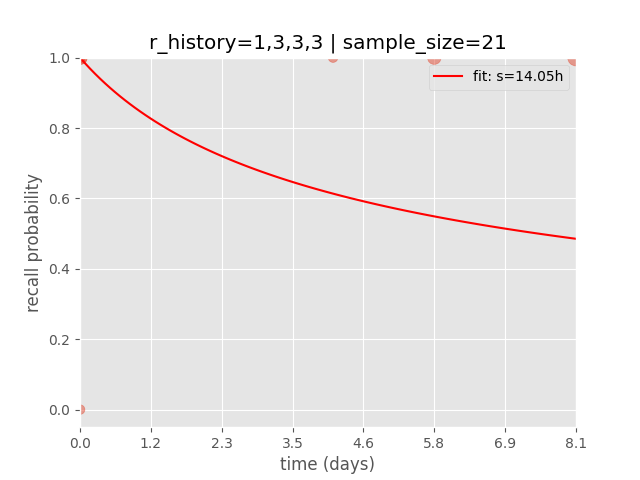 r_history=1,3,3,3 | sample_size=21
fit: s=14.05h
1.0
0.8
0.6
0.4
0.2
0.0
recall probability
0.0 1.2 2.3 3.5 4.6 5.8 6.9 8.1
time (days)